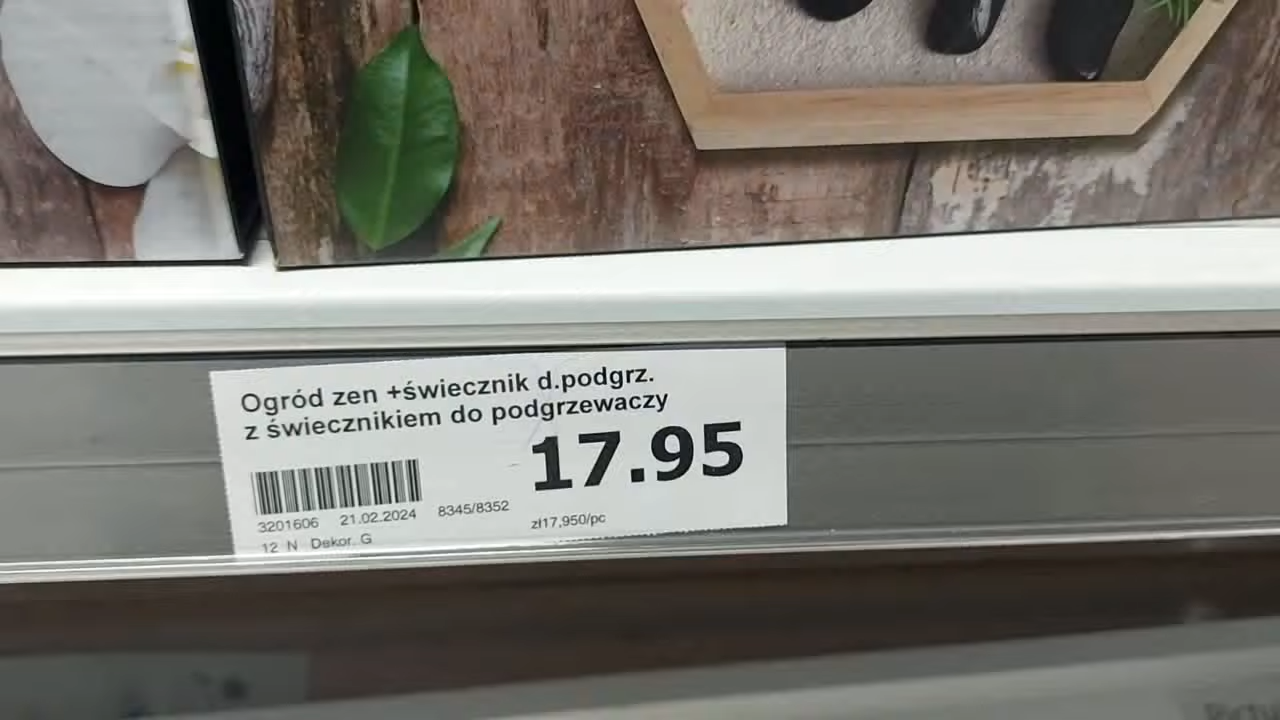 Ogród zen +świecznik d.podgrz.
z świecznikiem do podgrzewaczy
17.95
3201606 21.02.2024 8345/8352
zł17,950/pc
12 N Dekor. G